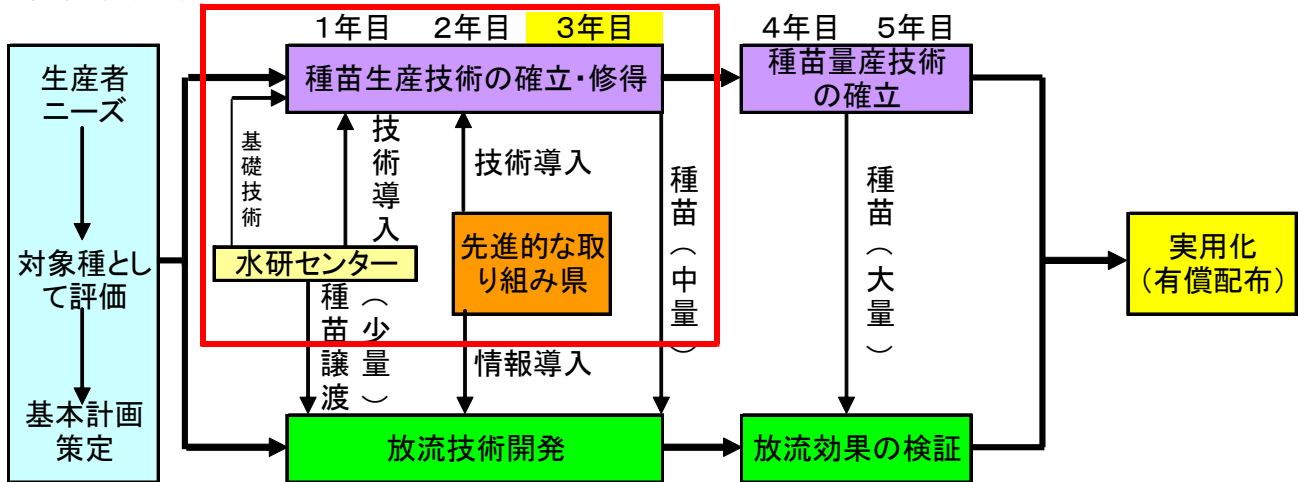 1年目
2年目
3年目
4年目
5年目
生産者
ニーズ
対象種とし
て評価
基本計画
策定
種苗生産技術の確立・修得
種苗量産技術
の確立
基礎技術
技術導入
技術導入
水研センター
先進的な取
り組み県
種苗譲渡
(少量)
情報導入
種苗(中量)
種苗(大量)
実用化
(有償配布)
放流技術開発
放流効果の検証